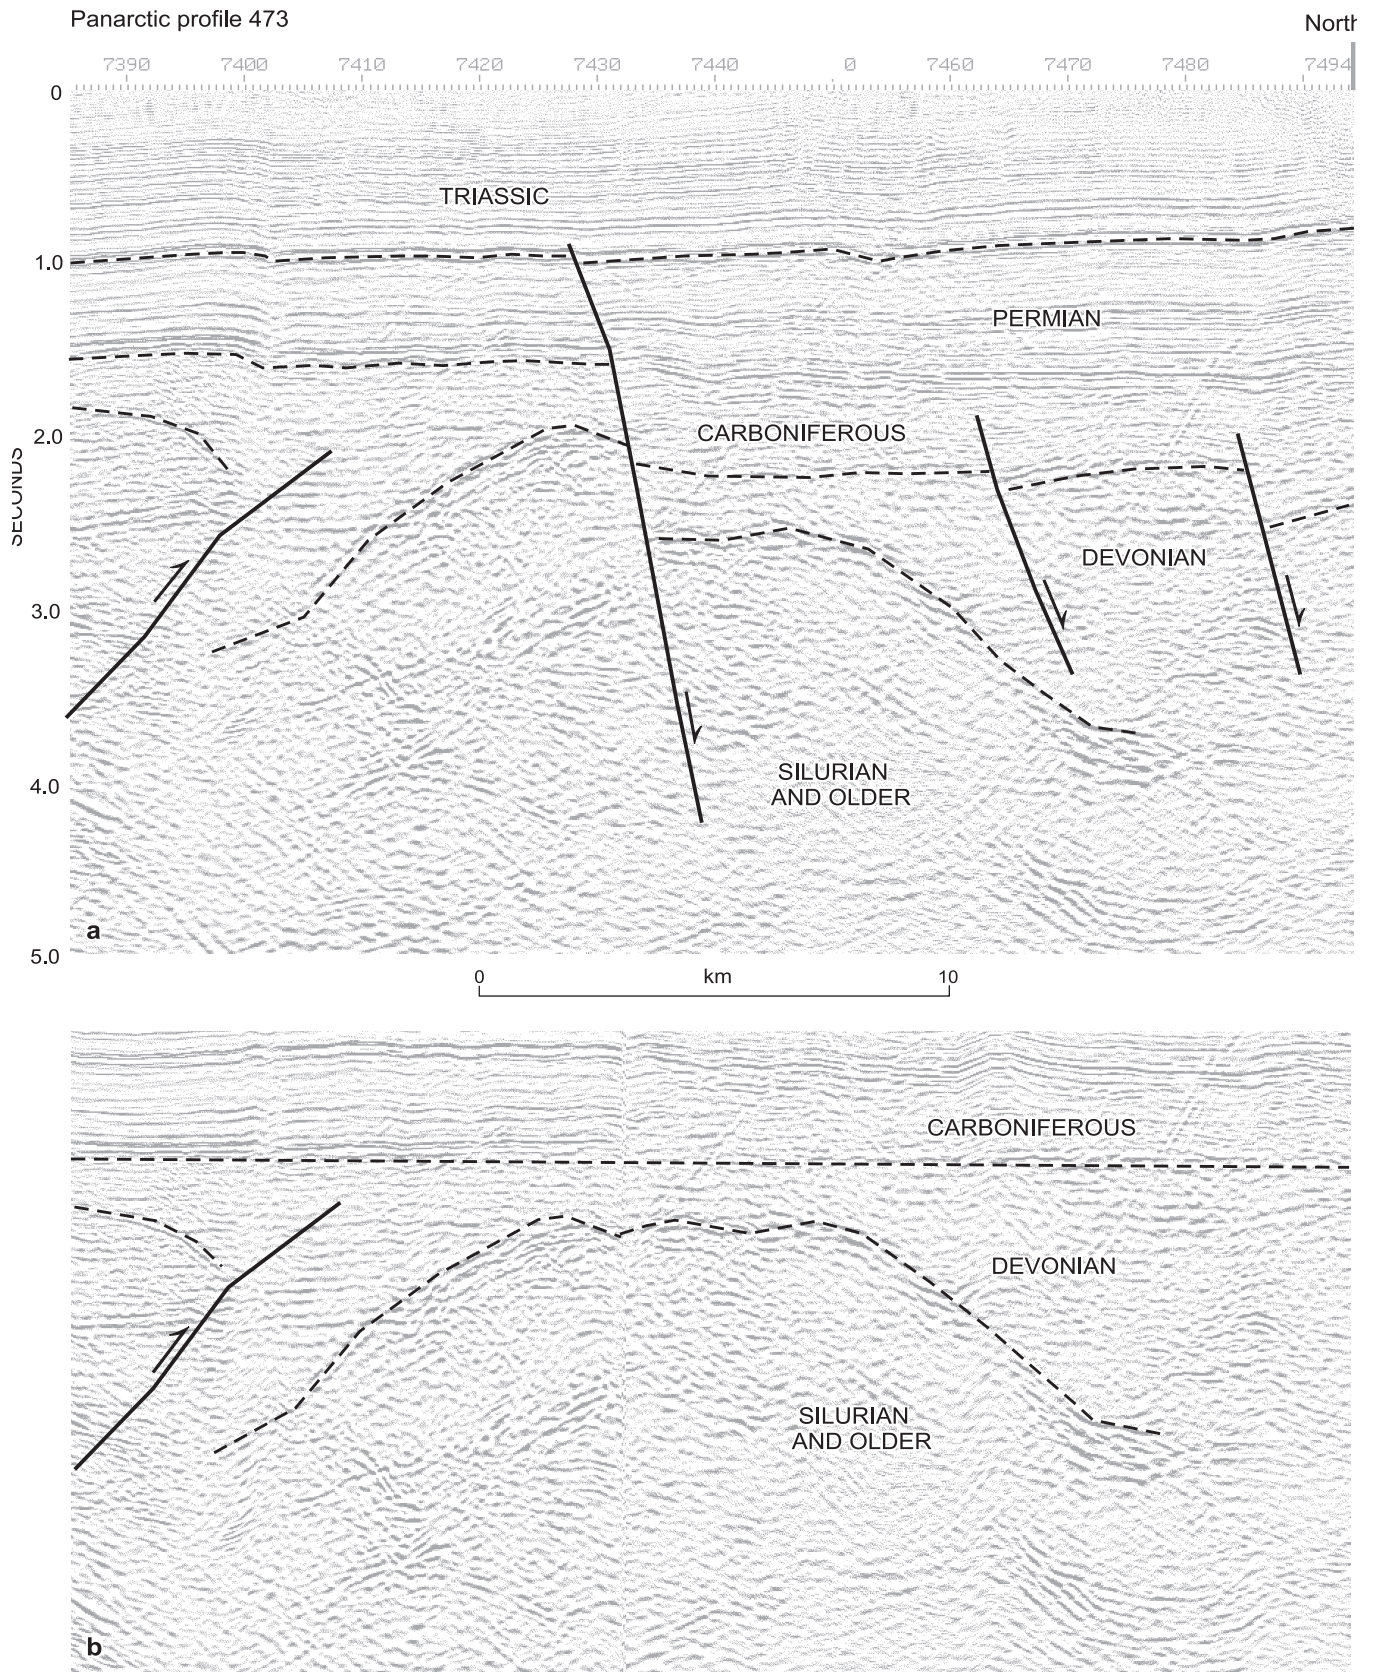 Panarctic profile 473
North
7390 7400 7410 7420 7430 7440 0 7460 7470 7480 7494
0
TRIASSIC
1.0
PERMIAN
2.0
CARBONIFEROUS
SECONDS
DEVONIAN
3.0
SILURIAN
AND OLDER
4.0
a
5.0
0 km 10
CARBONIFEROUS
DEVONIAN
SILURIAN
AND OLDER
b